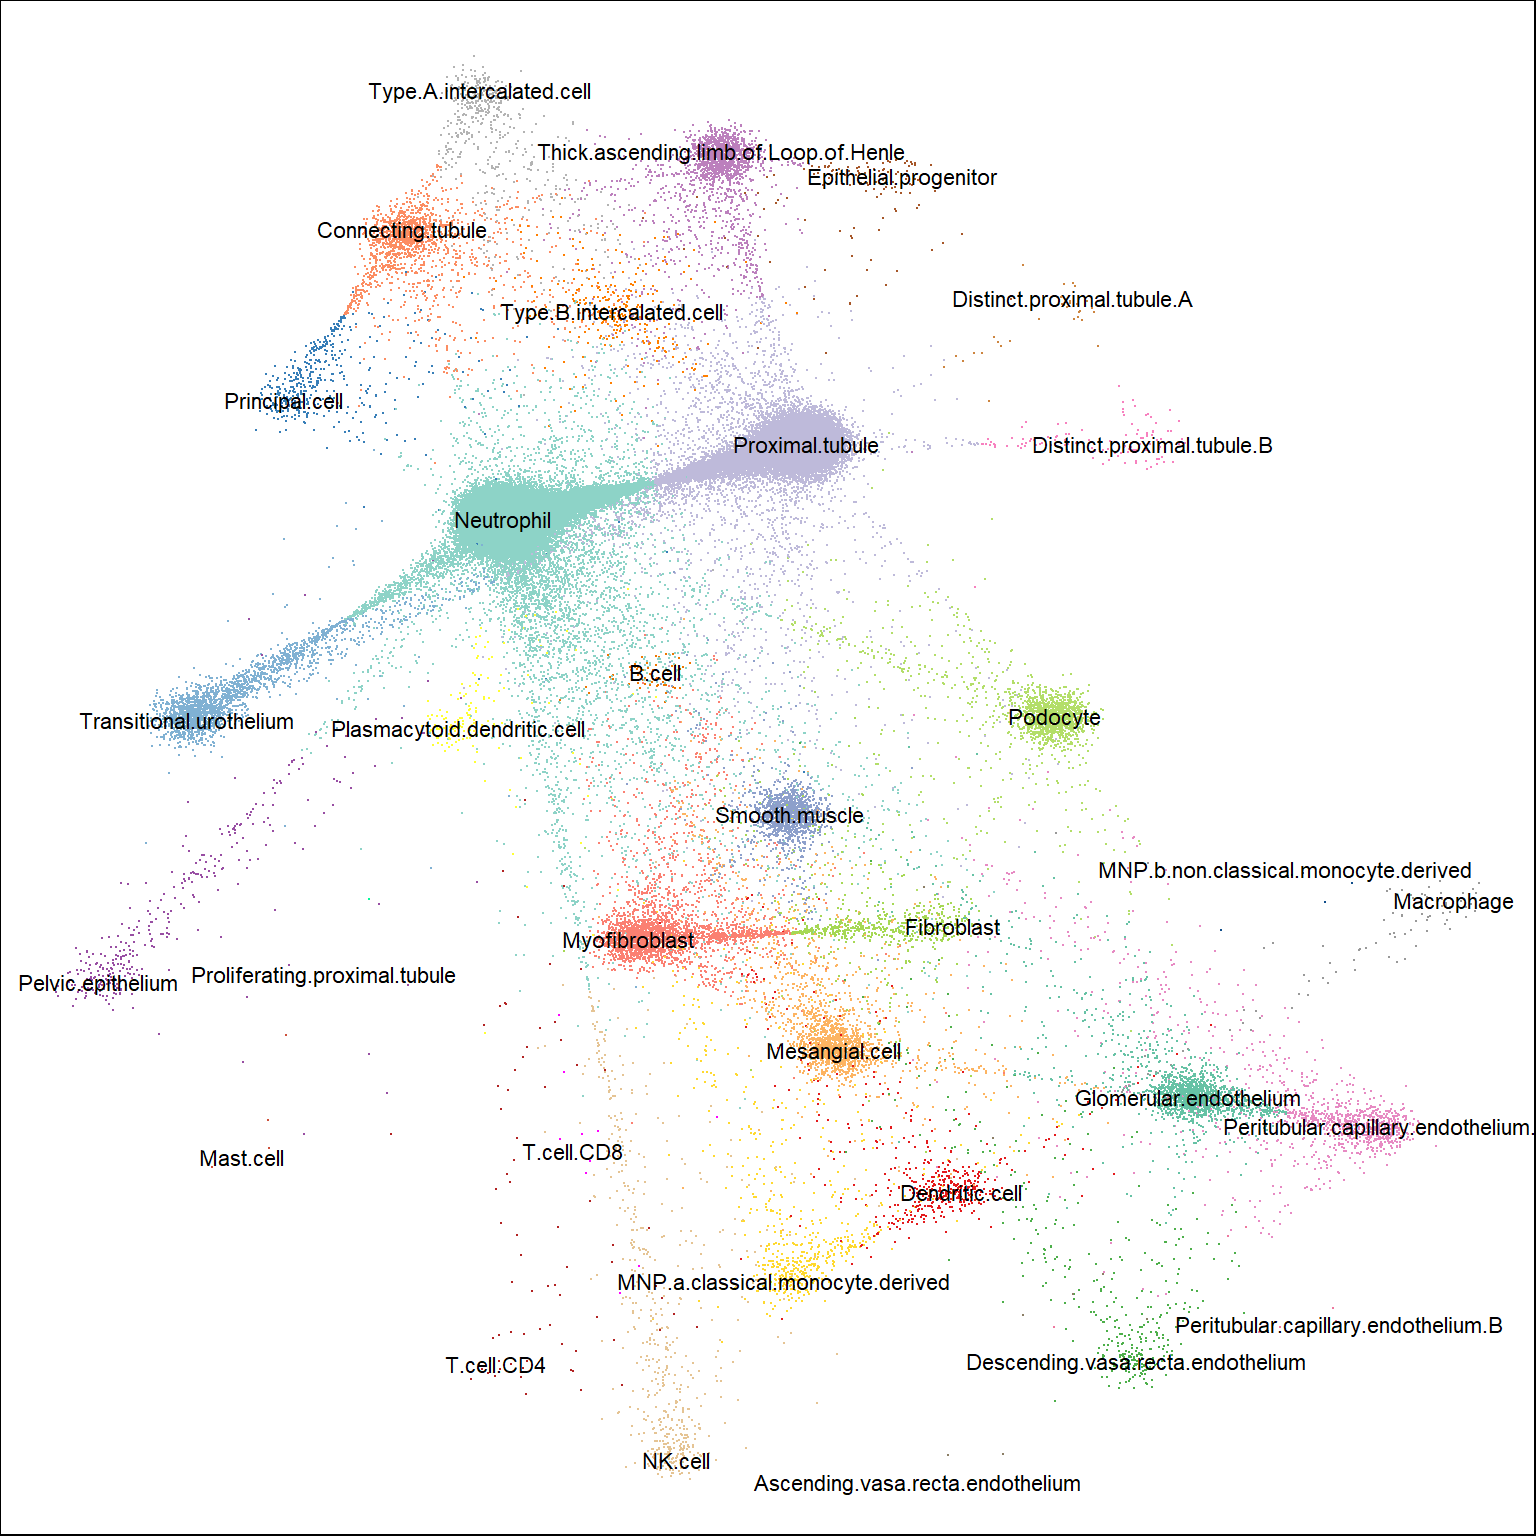 Type.A.intercalated.cell
Thick.ascending.limb.of.Loop.of.Henle
Epithelial.progenitor
Connecting.tubule
Distinct.proximal.tubule.A
Type.B.intercalated.cell
Principal.cell
Proximal.tubule
Distinct.proximal.tubule.B
Neutrophil
B.cell
Podocyte
Transitional.urothelium
Plasmacytoid.dendritic.cell
Smooth.muscle
MNP.b.non.classical.monocyte.derived
Macrophage
Fibroblast
Myofibroblast
Proliferating.proximal.tubule
Pelvic.epithelium
Mesangial.cell
Glomerular.endothelium
Peritubular.capillary.endothelium.
T.cell.CD8
Mast.cell
Dendritic.cell
MNP.a.classical.monocyte.derived
Peritubular.capillary.endothelium.B
Descending.vasa.recta.endothelium
T.cell.CD4
NK.cell
Ascending.vasa.recta.endothelium